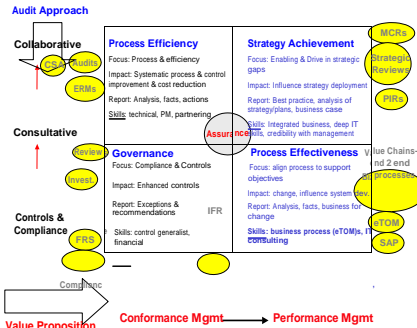 Audit Approach
Collaborative
CSA
Audits
ERMs
Consultative
Reviews
Invest.
Controls &
Compliance
FRS
Complianc
Process Efficiency
Focus: Process & efficiency
Impact: Systematic process & control
improvement & cost reduction
Report: Analysis, facts, actions
Skills: technical, PM, partnering
Strategy Achievement
Focus: Enabling & Drive in strategic
gaps
Impact: Influence strategy deployment
Report: Best practice, analysis of
strategy/plans, business case
Skills: Integrated business, deep IT
skills, credibility with management
Assurance
Governance
Focus: Compliance & Controls
Impact: Enhanced controls
Report: Exceptions &
recommendations
Skills: control generalist,
financial
IFR
Process Effectiveness
Focus: align process to support
objectives
Impact: change, influence system dev.
Report: Analysis, facts, business for
change
Skills: business process (eTOM)s, IT
consulting
MCRs
Strategic
Reviews
PIRs
Value Chains-
end 2 end
processes-
eTOM
SAP
Value Proposition
Conformance Mgmt
Performance Mgmt